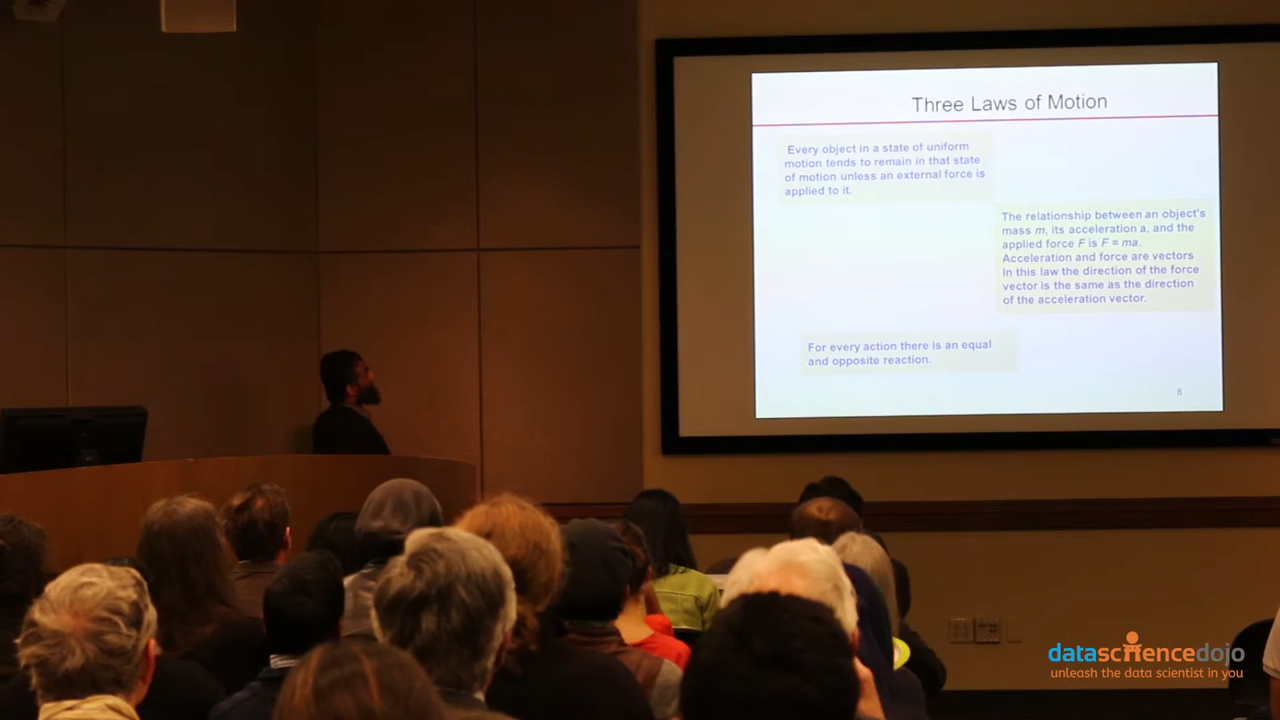 Three Laws of Motion
Every object in a state of uniform
motion tends to remain in that state
of motion unless an external force is
applied to it.
The relationship between an object's
mass m, its acceleration a, and the
applied force F is F = ma.
Acceleration and force are vectors
In this law the direction of the force
vector is the same as the direction
of the acceleration vector.
For every action there is an equal
and opposite reaction.
8
datasciencedojo
unleash the data scientist in you